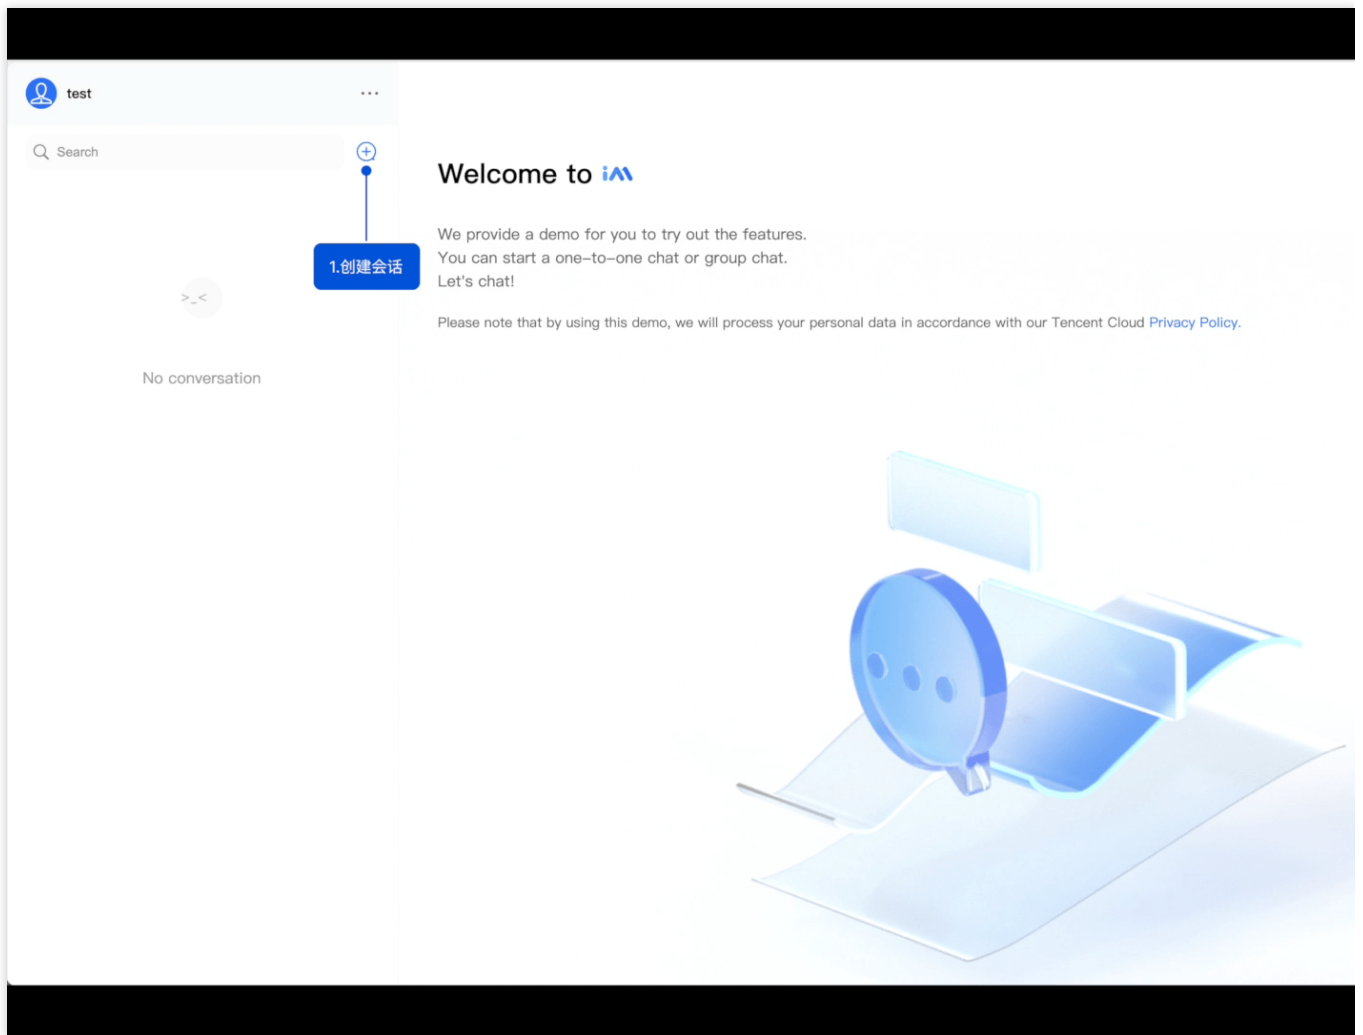 test
Search
1.创建会话
>_<
No conversation
Welcome to iM
We provide a demo for you to try out the features.
You can start a one-to-one chat or group chat.
Let's chat!
Please note that by using this demo, we will process your personal data in accordance with our Tencent Cloud Privacy Policy.